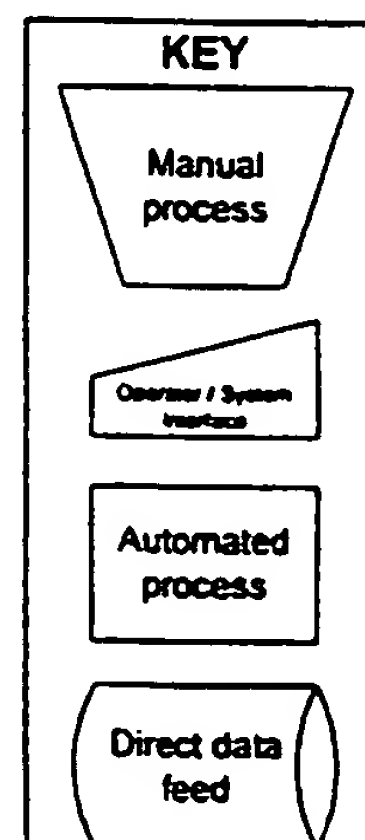 KEY
Manual
process
Operator / System
Interface
Automated
process
Direct data
feed